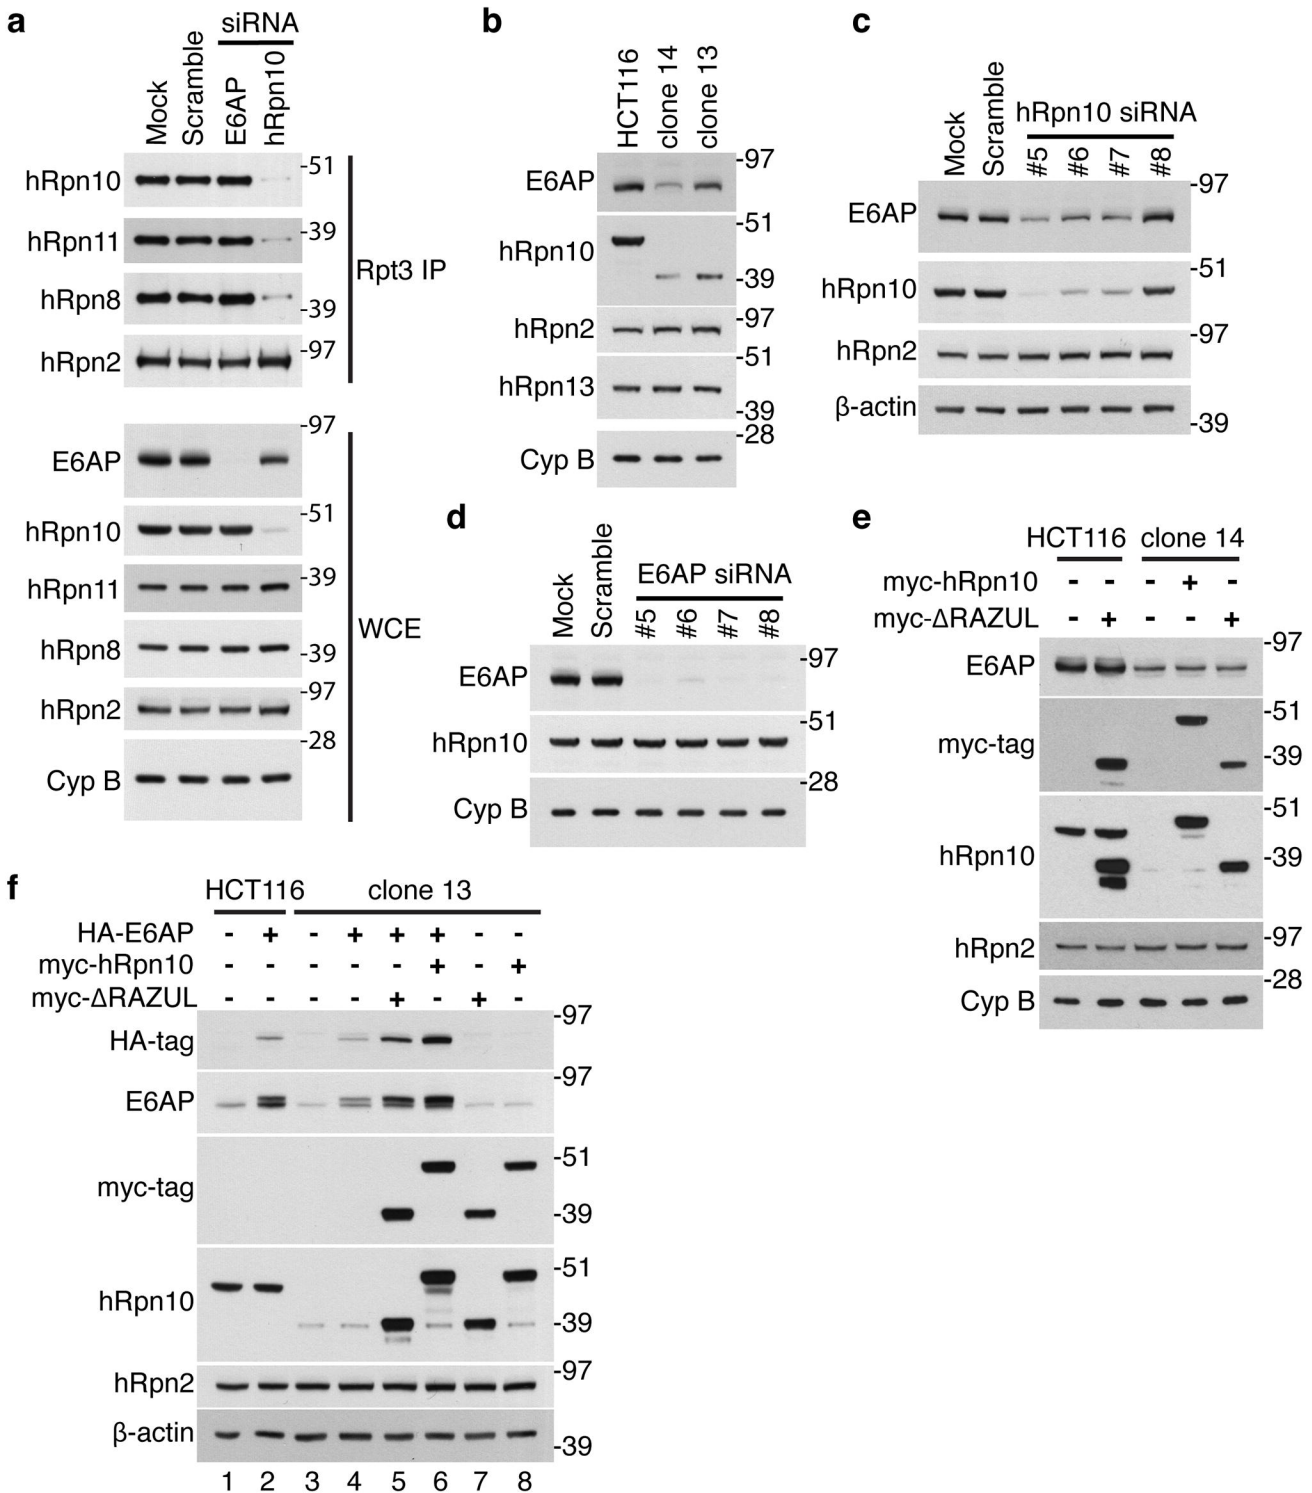 a
siRNA
Mock
Scramble
E6AP
hRpn10
hRpn10
-51
hRpn11
-39
hRpn8
-39
hRpn2
-97
Rpt3 IP
E6AP
-97
hRpn10
-51
hRpn11
-39
hRpn8
-39
hRpn2
-97
Cyp B
-28
WCE
b
HCT116
clone 14
clone 13
E6AP
-97
hRpn10
-51
-39
hRpn2
-97
hRpn13
-51
-39
Cyp B
-28
c
Mock
Scramble
hRpn10 siRNA
#5
#6
#7
#8
E6AP
-97
hRpn10
-51
hRpn2
-97
β-actin
-39
d
Mock
Scramble
E6AP siRNA
#5
#6
#7
#8
E6AP
-97
hRpn10
-51
Cyp B
-28
e
HCT116 clone 14
myc-hRpn10 - - - + -
myc-ΔRAZUL - + - - +
E6AP
-97
myc-tag
-51
-39
hRpn10
-51
-39
hRpn2
-97
Cyp B
-28
f
HCT116 clone 13
HA-E6AP - + - + + + - -
myc-hRpn10 - - - - - + - +
myc-ΔRAZUL - - - - + - + -
HA-tag
-97
E6AP
-97
myc-tag
-51
-39
hRpn10
-51
-39
hRpn2
-97
β-actin
-39
1 2 3 4 5 6 7 8